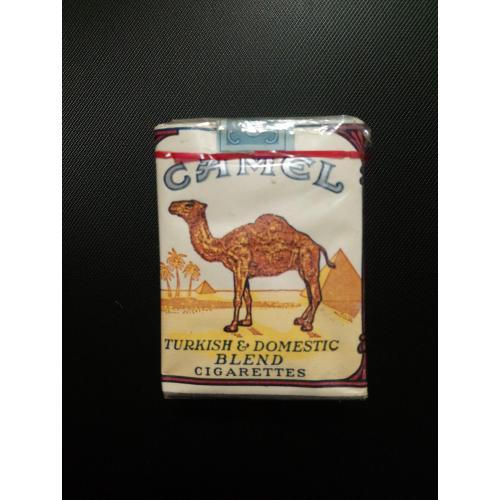 CAMEL
TURKISH & DOMESTIC
BLEND
CIGARETTES